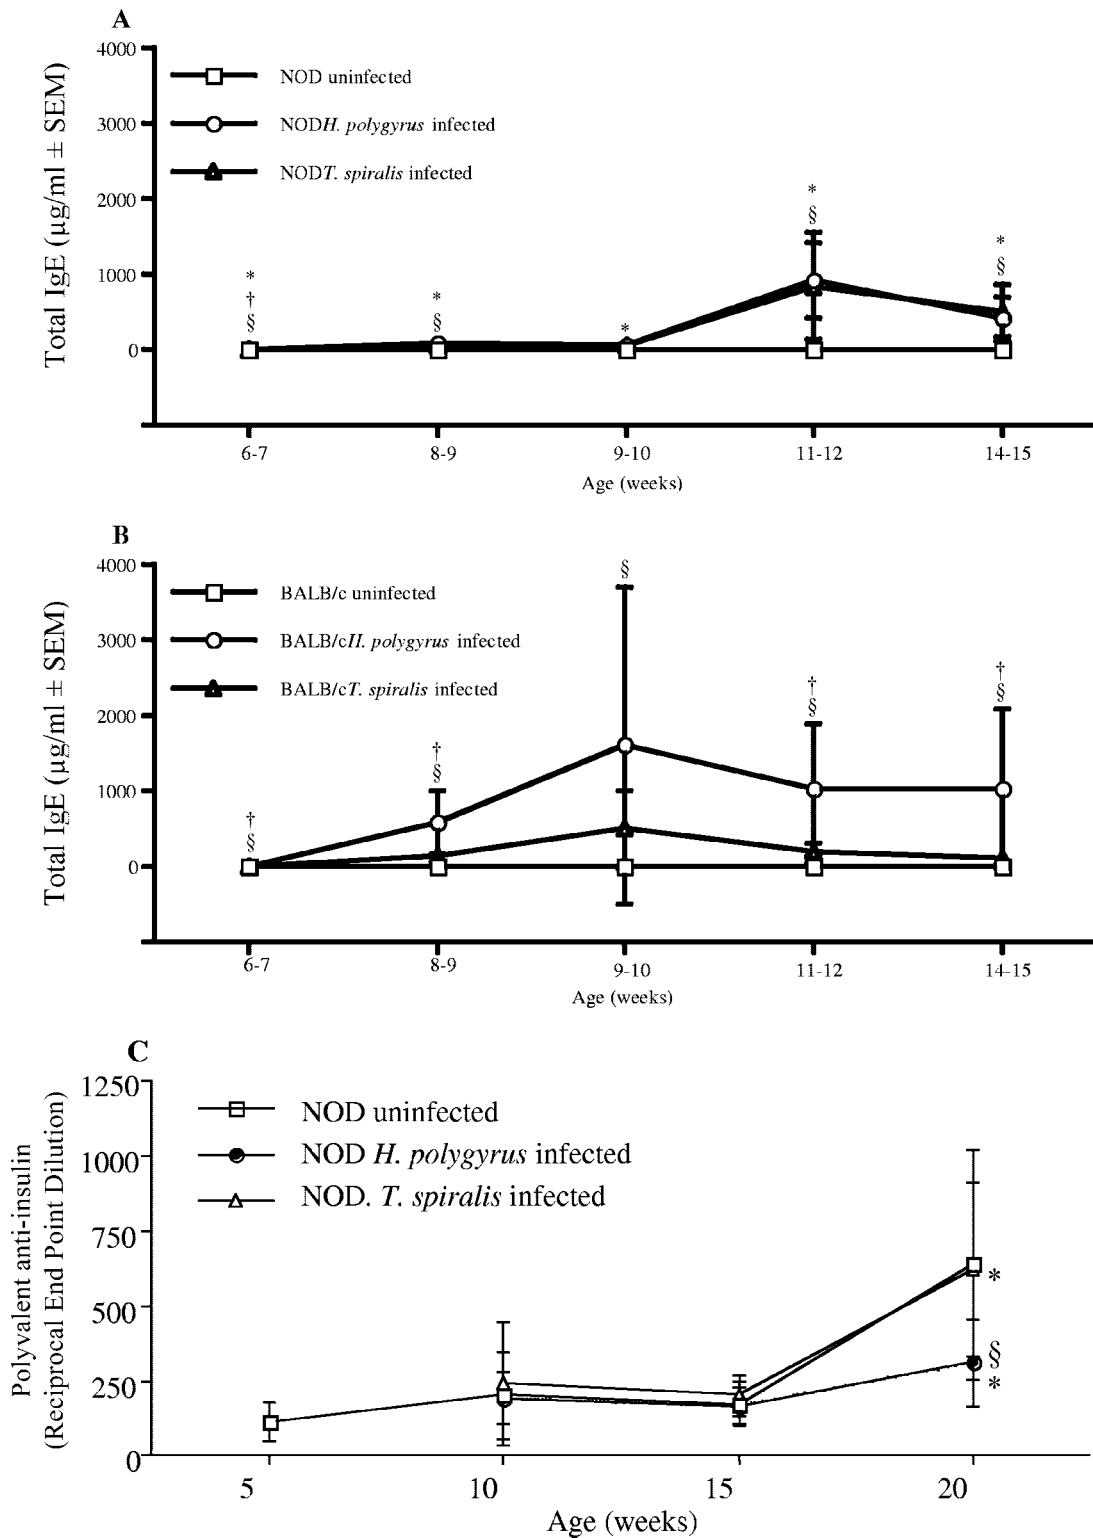 A
Total IgE (µg/ml ± SEM)
4000
3000
2000
1000
0
NOD uninfected
NODH. polygyrus infected
NODT. spiralis infected
*
†
§
*
§
*
*
§
*
§
6-7
8-9
9-10
11-12
14-15
Age (weeks)
B
Total IgE (µg/ml ± SEM)
4000
3000
2000
1000
0
BALB/c uninfected
BALB/cH. polygyrus infected
BALB/cT. spiralis infected
†
§
†
§
§
†
§
†
§
6-7
8-9
9-10
11-12
14-15
Age (weeks)
C
Polyvalent anti-insulin
(Reciprocal End Point Dilution)
1250
1000
750
500
250
0
NOD uninfected
NOD H. polygyrus infected
NOD. T. spiralis infected
*
§
*
5
10
15
20
Age (weeks)